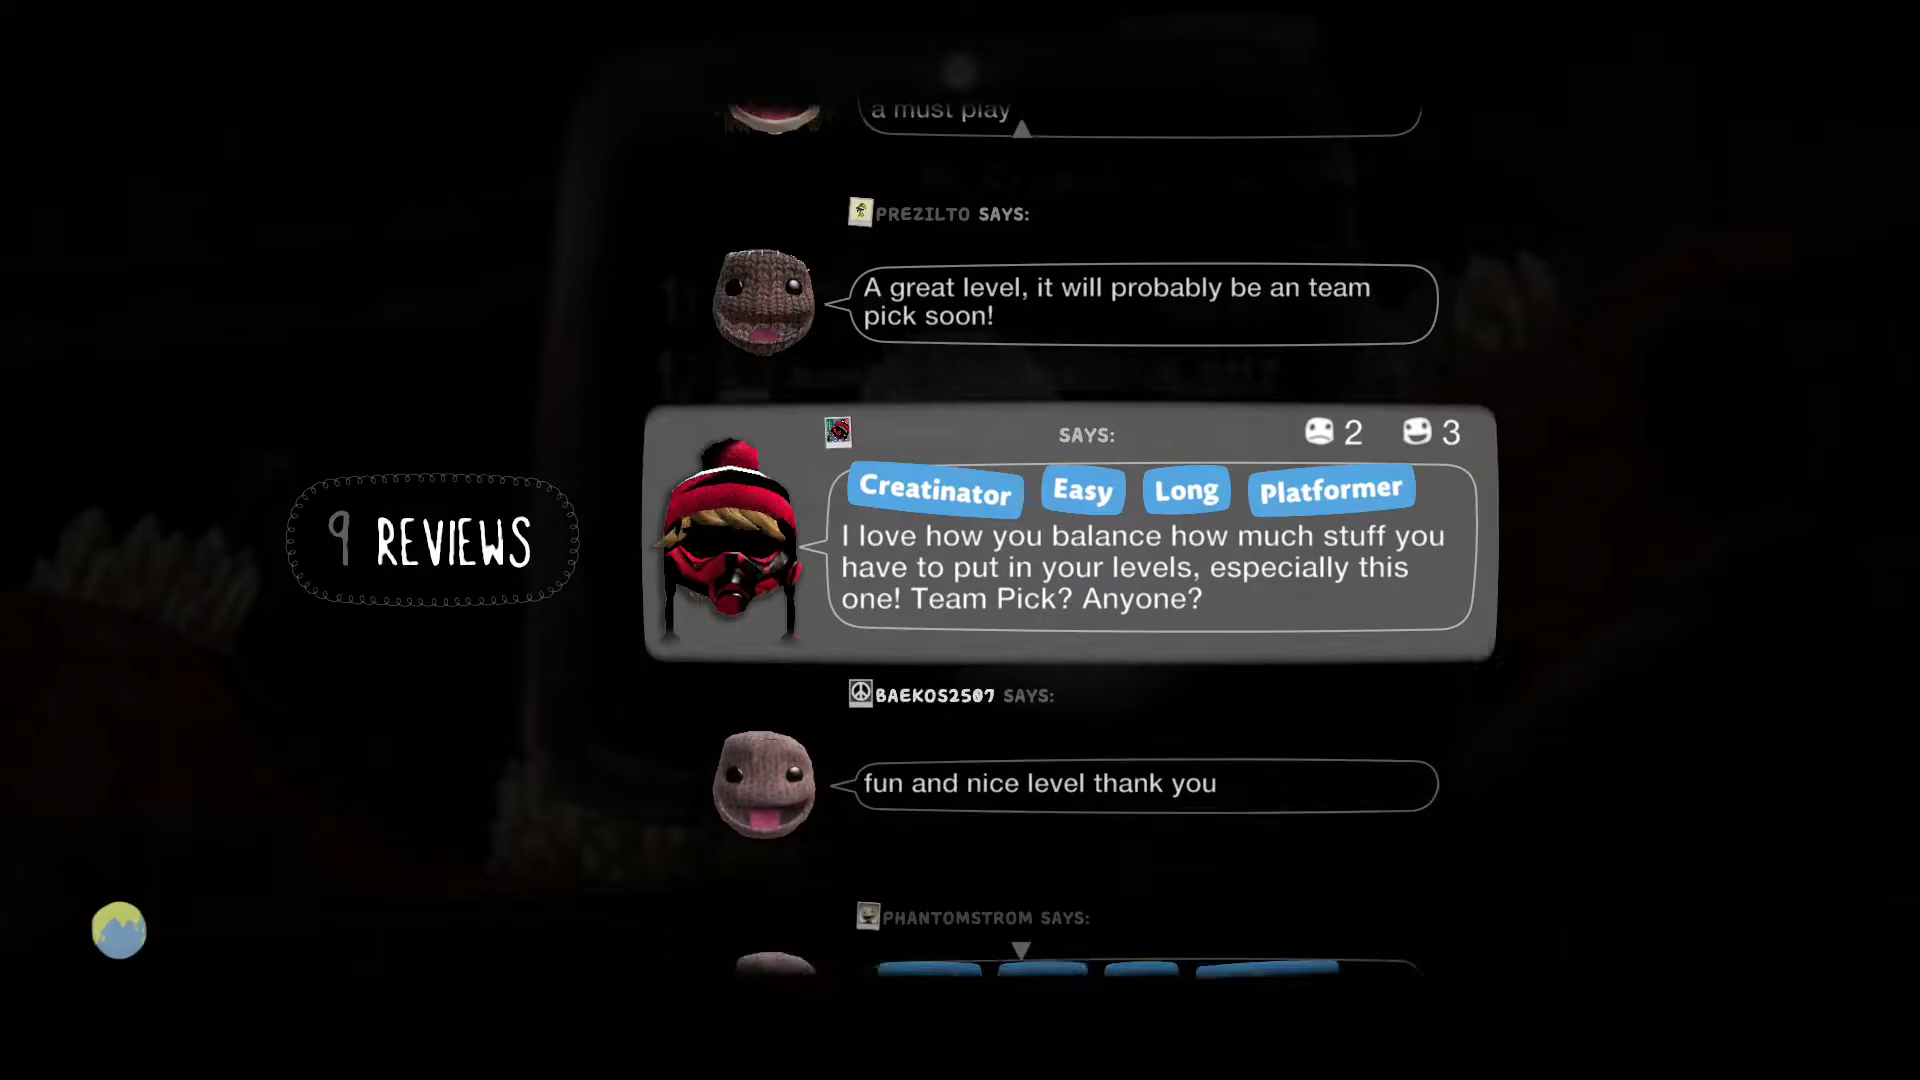 a must play
PREZILTO SAYS:
A great level, it will probably be an team
pick soon!
SAYS:
2
3
Creatinator
Easy
Long
Platformer
I love how you balance how much stuff you
have to put in your levels, especially this
one! Team Pick? Anyone?
9 REVIEWS
BAEKOS2507 SAYS:
fun and nice level thank you
PHANTOMSTROM SAYS: